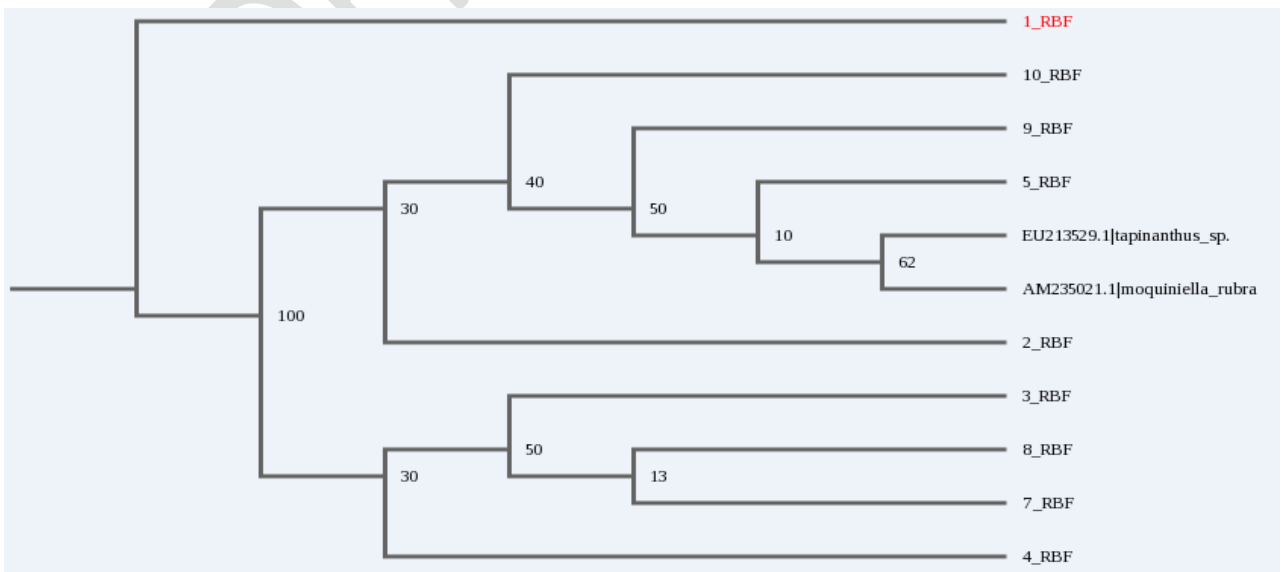 1_RBF
10_RBF
9_RBF
40
5_RBF
30
50
10
EU213529.1|tapinanthus_sp.
62
AM235021.1|moquiniella_rubra
100
2_RBF
3_RBF
50
8_RBF
30
13
7_RBF
4_RBF